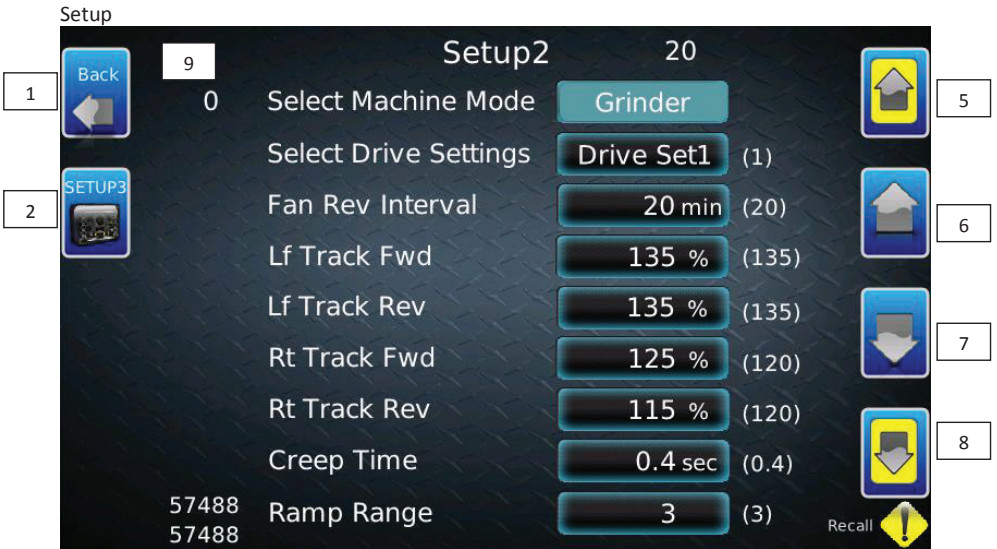 Setup
Back
9
Setup2 20
1
0 Select Machine Mode Grinder
5
Select Drive Settings Drive Set1 (1)
SETUP3
2
Fan Rev Interval 20 min (20)
6
Lf Track Fwd 135 % (135)
Lf Track Rev 135 % (135)
7
Rt Track Fwd 125 % (120)
Rt Track Rev 115 % (120)
8
Creep Time 0.4 sec (0.4)
57488 Ramp Range 3 (3)
57488
Recall
!